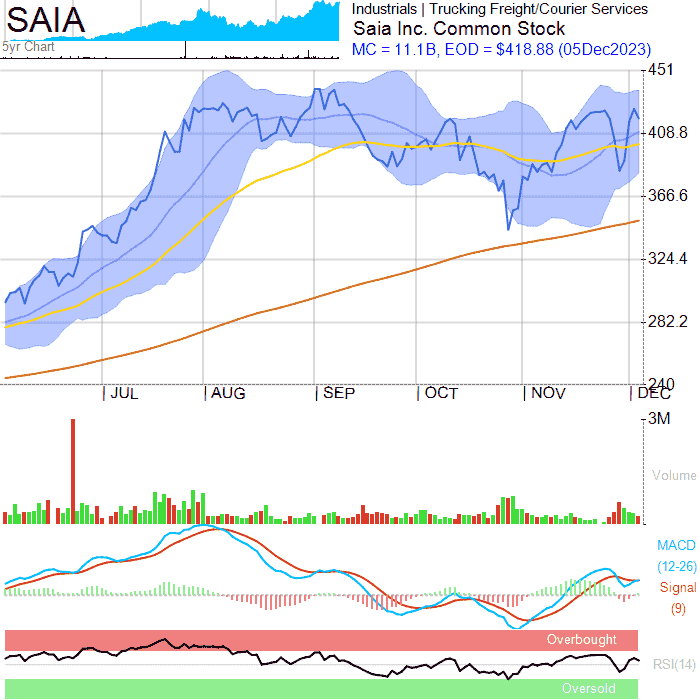 SAIA
5yr Chart
Industrials | Trucking Freight/Courier Services
Saia Inc. Common Stock
MC = 11.1B, EOD = $418.88 (05Dec2023)
451
408.8
366.6
324.4
282.2
240
JUL AUG SEP OCT NOV DEC
3M
Volume
MACD
(12-26)
Signal
(9)
Overbought
RSI(14)
Oversold